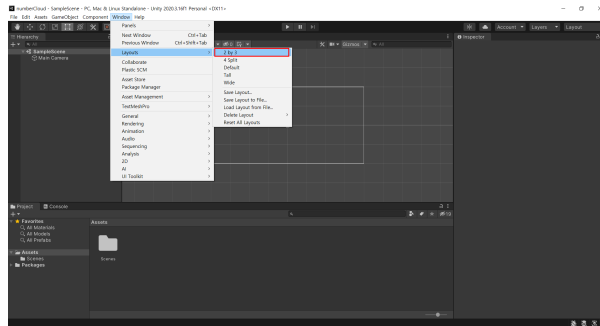 numberCloud - SampleScene - PC, Mac & Linux Standalone - Unity 2020.3.16f1 Personal <DX11>
File Edit Assets GameObject Component Window Help
Account Layers Layout
Hierarchy
Gizmos
All
Inspector
SampleScene
Main Camera
Panels
Next Window Ctrl+Tab
Previous Window Ctrl+Shift+Tab
Layouts
Collaborate
Plastic SCM
Asset Store
Package Manager
Asset Management
TextMeshPro
General
Rendering
Animation
Audio
Sequencing
Analysis
2D
AI
UI Toolkit
2 by 3
4 Split
Default
Tall
Wide
Save Layout...
Save Layout to File...
Load Layout from File...
Delete Layout
Reset All Layouts
Project Console
Favorites
All Materials
All Models
All Prefabs
Assets
Scenes
Packages
Assets
Scenes